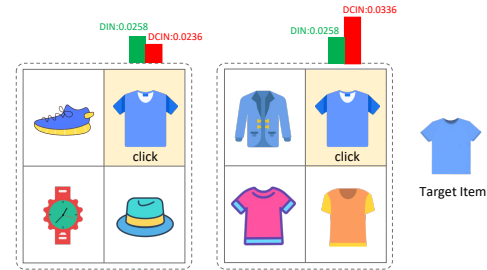 DIN:0.0258
DCIN:0.0236
DIN:0.0258
DCIN:0.0336
click
click
Target Item